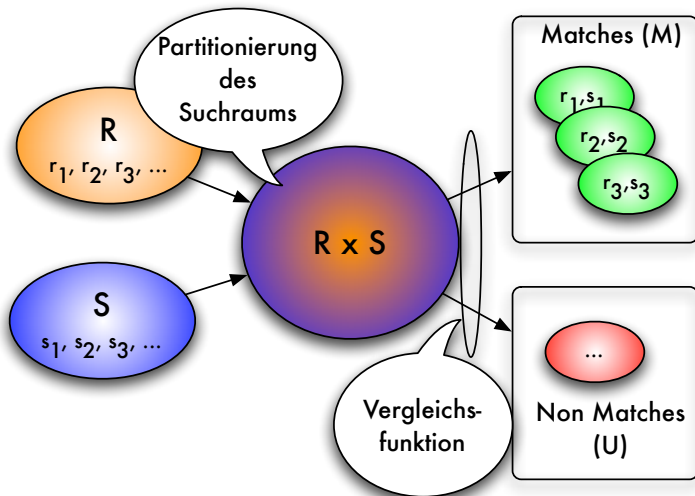 Partitionierung
des
Suchraums
R
r1, r2, r3, ...
S
s1, s2, s3, ...
R x S
Vergleichs-
funktion
Matches (M)
r1,s1
r2,s2
r3,s3
...
Non Matches
(U)